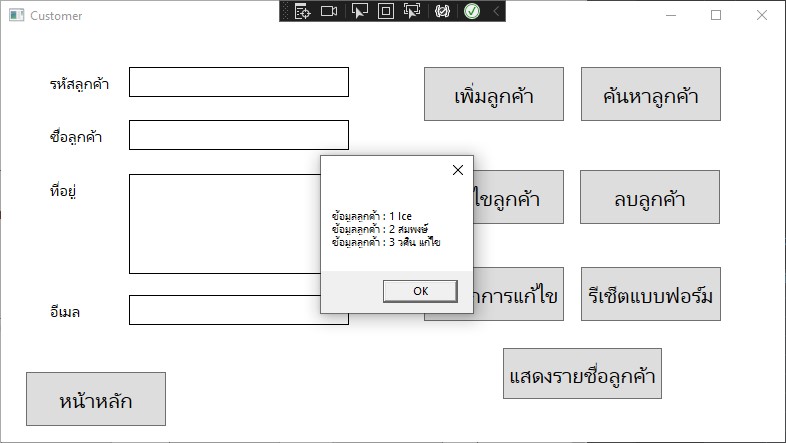 Customer
รหัสลูกค้า
เพิ่มลูกค้า
ค้นหาลูกค้า
ชื่อลูกค้า
ที่อยู่
ไขลูกค้า
ลบลูกค้า
ข้อมูลลูกค้า : 1 Ice
ข้อมูลลูกค้า : 2 สมพงษ์
ข้อมูลลูกค้า : 3 วศิน แก้ไข
OK
การแก้ไข
รีเซ็ตแบบฟอร์ม
อีเมล
แสดงรายชื่อลูกค้า
หน้าหลัก